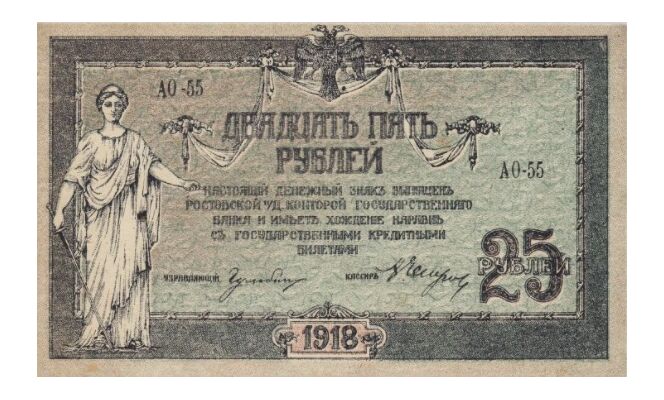 АО-55
ДВАДЦАТЬ ПЯТЬ
РУБЛЕЙ
АО-55
НАСТОЯЩІЙ ДЕНЕЖНЫЙ ЗНАКЪ ВЫПУЩЕНЪ
РОСТОВСКОЙ н/Д. КОНТОРОЙ ГОСУДАРСТВЕННАГО
БАНКА И ИМѢЕТЪ ХОЖДЕНІЕ НАРАВНѢ
СЪ ГОСУДАРСТВЕННЫМИ КРЕДИТНЫМИ
БИЛЕТАМИ
25
РУБЛЕЙ
УПРАВЛЯЮЩІЙ
КАССИРЪ
1918